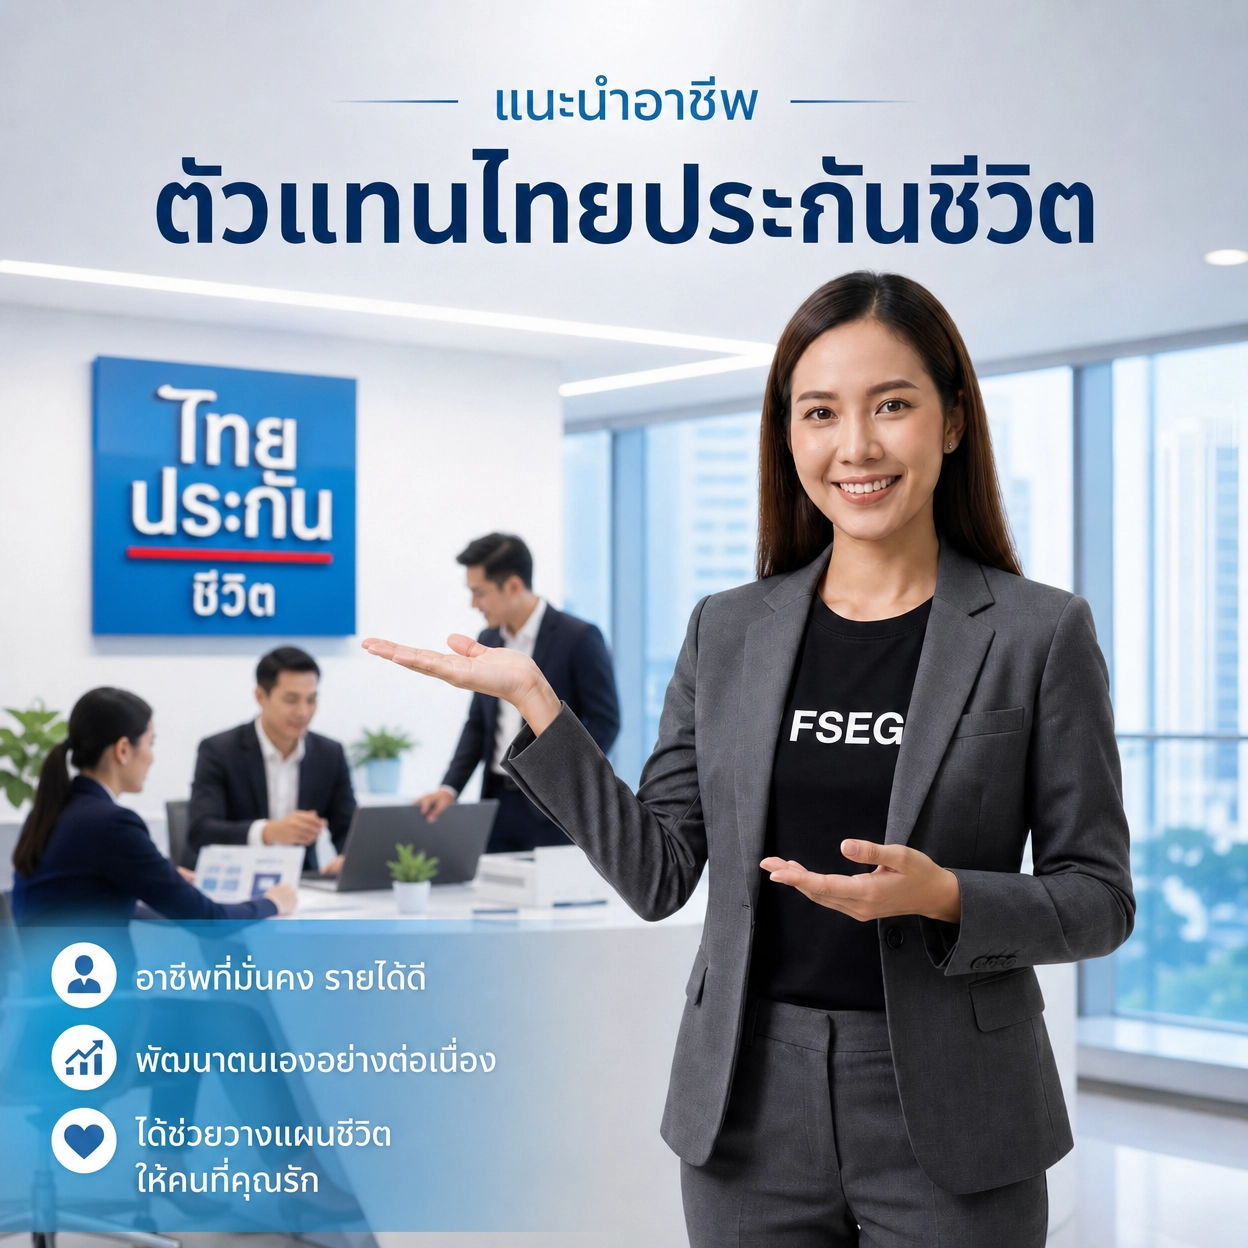 แนะนำอาชีพ
ตัวแทนไทยประกันชีวิต
ไทย
ประกัน
ชีวิต
FSEG
อาชีพที่มั่นคง รายได้ดี
พัฒนาตนเองอย่างต่อเนื่อง
ได้ช่วยวางแผนชีวิต
ให้คนที่คุณรัก